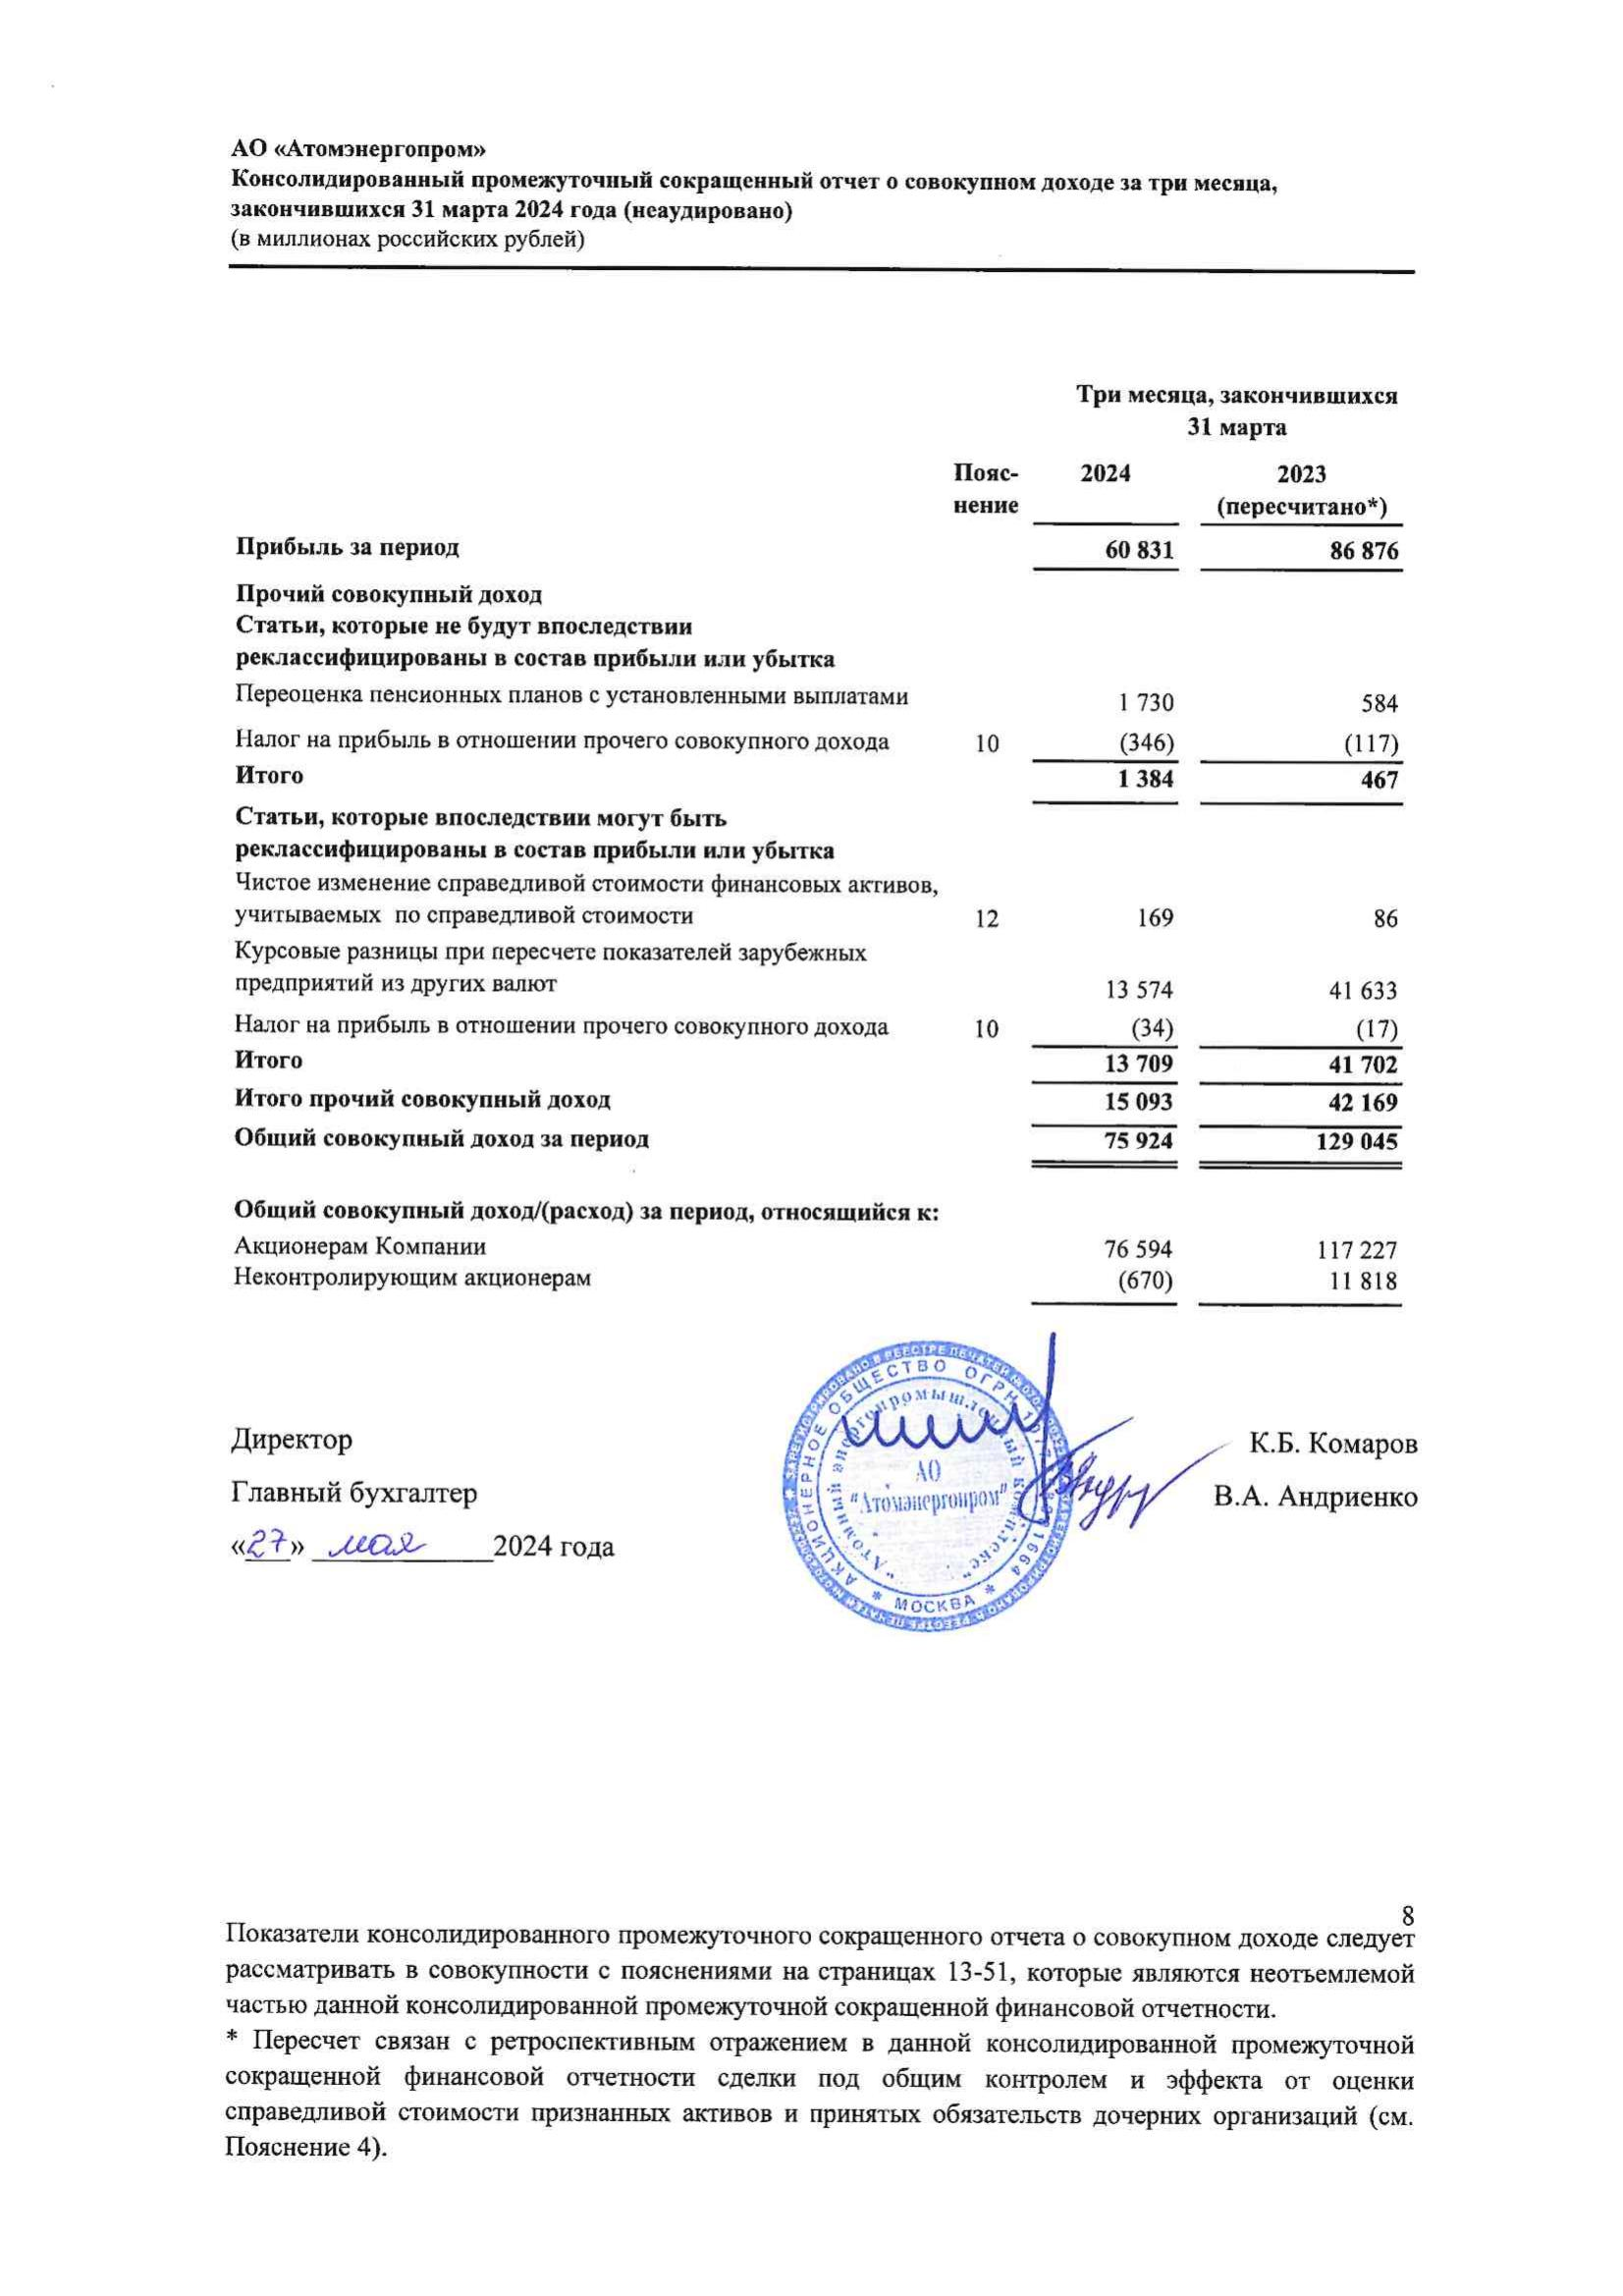 АО «Атомэнергопром»
Консолидированный промежуточный сокращенный отчет о совокупном доходе за три месяца,
закончившихся 31 марта 2024 года (неаудировано)
(в миллионах российских рублей)
Три месяца, закончившихся
31 марта
Пояс-
нение
2024
2023
(пересчитано*)
Прибыль за период 60 831 86 876
Прочий совокупный доход
Статьи, которые не будут впоследствии
реклассифицированы в состав прибыли или убытка
Переоценка пенсионных планов с установленными выплатами 1 730 584
Налог на прибыль в отношении прочего совокупного дохода 10 (346) (117)
Итого 1 384 467
Статьи, которые впоследствии могут быть
реклассифицированы в состав прибыли или убытка
Чистое изменение справедливой стоимости финансовых активов,
учитываемых по справедливой стоимости 12 169 86
Курсовые разницы при пересчете показателей зарубежных
предприятий из других валют 13 574 41 633
Налог на прибыль в отношении прочего совокупного дохода 10 (34) (17)
Итого 13 709 41 702
Итого прочий совокупный доход 15 093 42 169
Общий совокупный доход за период 75 924 129 045
Общий совокупный доход/(расход) за период, относящийся к:
Акционерам Компании 76 594 117 227
Неконтролирующим акционерам (670) 11 818
Директор К.Б. Комаров
Главный бухгалтер В.А. Андриенко
«27» мая 2024 года
АКЦИОНЕРНОЕ ОБЩЕСТВО ОГРН
* МОСКВА *
"Атомный энергопромышленный комплекс"
АО
"Атомэнергопром"
8
Показатели консолидированного промежуточного сокращенного отчета о совокупном доходе следует
рассматривать в совокупности с пояснениями на страницах 13-51, которые являются неотъемлемой
частью данной консолидированной промежуточной сокращенной финансовой отчетности.
* Пересчет связан с ретроспективным отражением в данной консолидированной промежуточной
сокращенной финансовой отчетности сделки под общим контролем и эффекта от оценки
справедливой стоимости признанных активов и принятых обязательств дочерних организаций (см.
Пояснение 4).